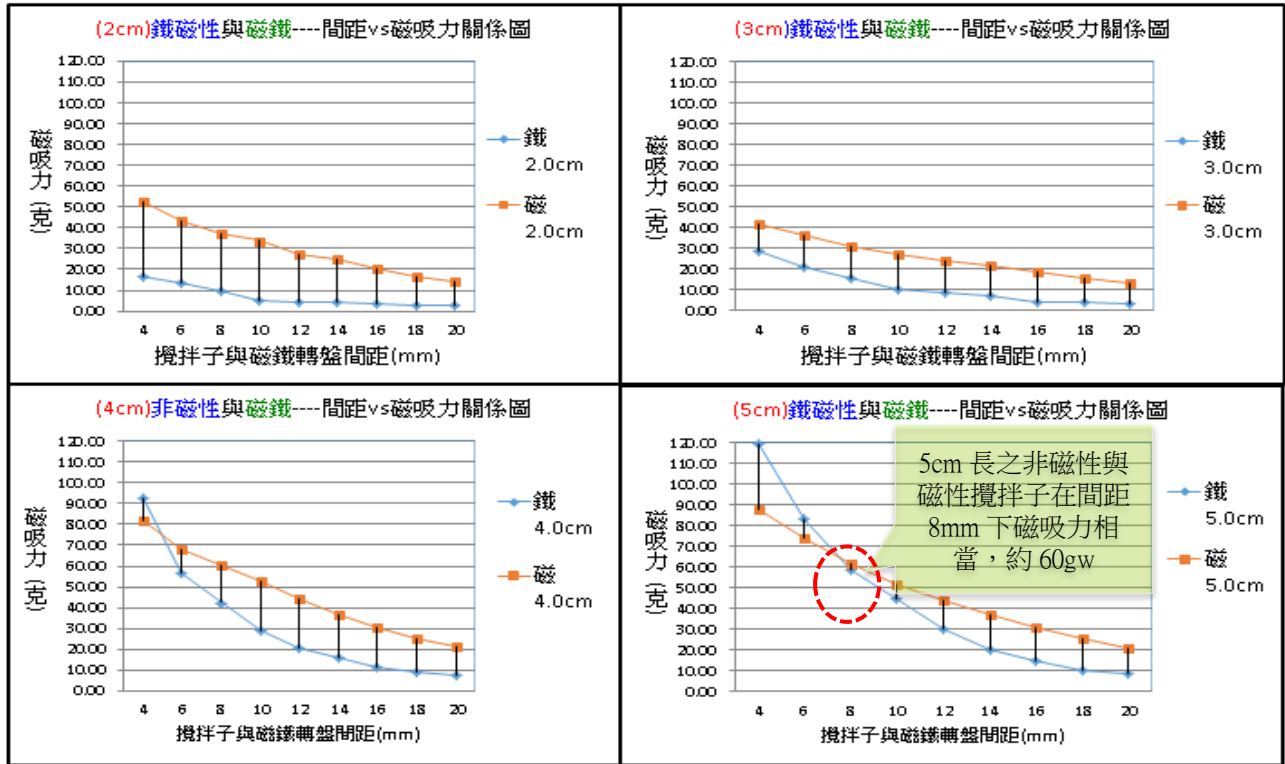 (2cm)鐵磁性與磁鐵----間距vs磁吸力關係圖
120.00
110.00
100.00
90.00
80.00
70.00
60.00
50.00
40.00
30.00
20.00
10.00
0.00
磁吸力(克)
4 6 8 10 12 14 16 18 20
攪拌子與磁鐵轉盤間距(mm)
鐵
2.0cm
磁
2.0cm
(3cm)鐵磁性與磁鐵----間距vs磁吸力關係圖
120.00
110.00
100.00
90.00
80.00
70.00
60.00
50.00
40.00
30.00
20.00
10.00
0.00
磁吸力(克)
4 6 8 10 12 14 16 18 20
攪拌子與磁鐵轉盤間距(mm)
鐵
3.0cm
磁
3.0cm
(4cm)非磁性與磁鐵----間距vs磁吸力關係圖
120.00
110.00
100.00
90.00
80.00
70.00
60.00
50.00
40.00
30.00
20.00
10.00
0.00
磁吸力(克)
4 6 8 10 12 14 16 18 20
攪拌子與磁鐵轉盤間距(mm)
鐵
4.0cm
磁
4.0cm
(5cm)鐵磁性與磁鐵----間距vs磁吸力關係圖
120.00
110.00
100.00
90.00
80.00
70.00
60.00
50.00
40.00
30.00
20.00
10.00
0.00
磁吸力(克)
4 6 8 10 12 14 16 18 20
攪拌子與磁鐵轉盤間距(mm)
5cm 長之非磁性與
磁性攪拌子在間距
8mm 下磁吸力相
當，約 60gw
鐵
5.0cm
磁
5.0cm